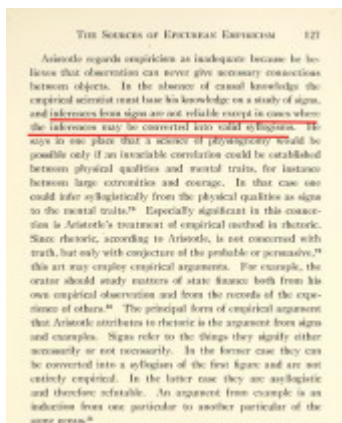 The Sources of Epicurean Empiricism 121
Aristotle regards empiricism as inadequate because he be-
lieves that observation can never give necessary connections
between objects. In the absence of causal knowledge the
empirical scientist must base his knowledge on a study of signs,
and inferences from signs are not reliable except in cases where
the inferences may be converted into valid syllogisms. He
says in one place that a science of physiognomy would be
possible only if an invariable correlation could be established
between physical qualities and mental traits, for instance
between large extremities and courage. In that case one
could infer syllogistically from the physical qualities as signs
to the mental traits. Especially significant in this connec-
tion is Aristotle's treatment of empirical method in rhetoric.
Since rhetoric, according to Aristotle, is not concerned with
truth, but only with conjecture of the probable or persuasive,
this art may employ empirical arguments. For example, the
orator should study matters of state finance both from his
own empirical observation and from the records of the expe-
rience of others. The principal form of empirical argument
that Aristotle attributes to rhetoric is the argument from signs
and examples. Signs refer to the things they signify either
necessarily or not necessarily. In the former case they can
be converted into a syllogism of the first figure and are not
entirely empirical. In the latter case they are asyllogistic
and therefore refutable. An argument from example is an
induction from one particular to another particular of the
same genus.